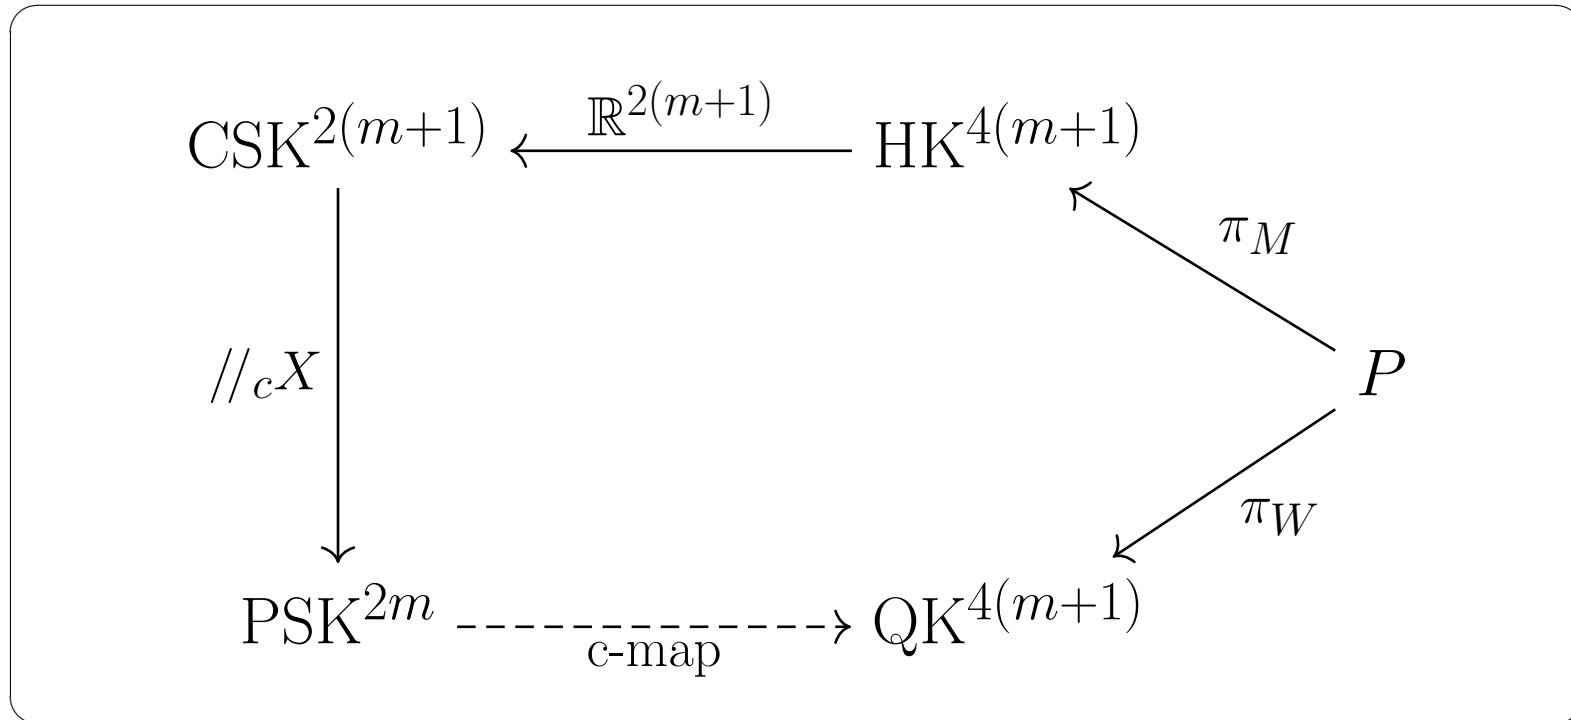 ℝ^{2(m+1)}
CSK^{2(m+1)} HK^{4(m+1)}
π_M
//_c X
P
π_W
PSK^{2m} QK^{4(m+1)}
c-map